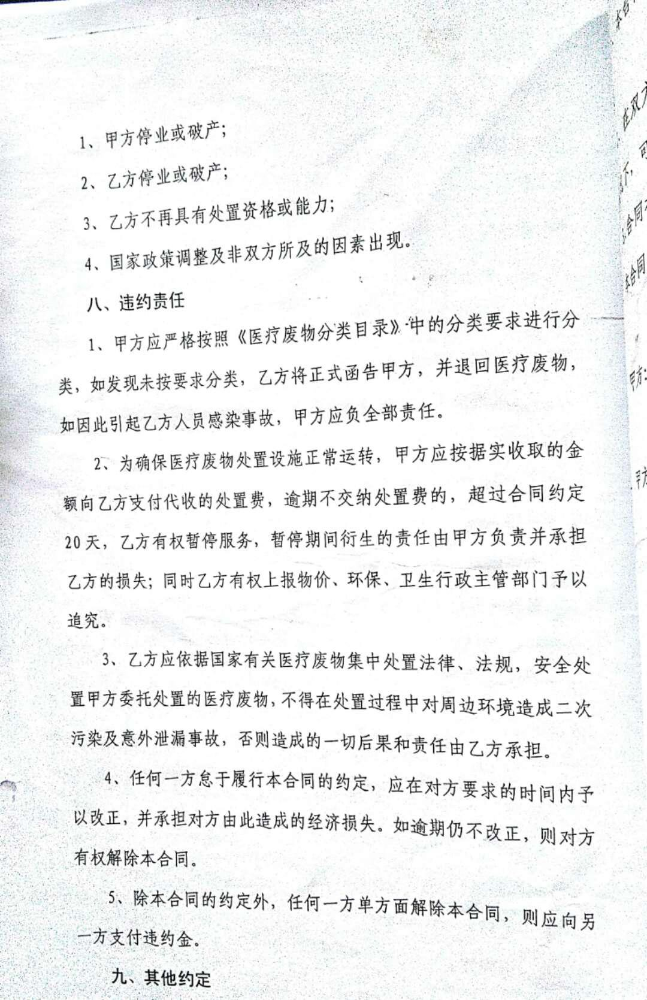 1、甲方停业或破产；
2、乙方停业或破产；
3、乙方不再具有处置资格或能力；
4、国家政策调整及非双方所及的因素出现。
八、违约责任
1、甲方应严格按照《医疗废物分类目录》中的分类要求进行分
类，如发现未按要求分类，乙方将正式函告甲方，并退回医疗废物，
如因此引起乙方人员感染事故，甲方应负全部责任。
2、为确保医疗废物处置设施正常运转，甲方应按据实收取的金
额向乙方支付代收的处置费，逾期不交纳处置费的，超过合同约定
20天，乙方有权暂停服务，暂停期间衍生的责任由甲方负责并承担
乙方的损失；同时乙方有权上报物价、环保、卫生行政主管部门予以
追究。
3、乙方应依据国家有关医疗废物集中处置法律、法规，安全处
置甲方委托处置的医疗废物，不得在处置过程中对周边环境造成二次
污染及意外泄漏事故，否则造成的一切后果和责任由乙方承担。
4、任何一方怠于履行本合同的约定，应在对方要求的时间内予
以改正，并承担对方由此造成的经济损失。如逾期仍不改正，则对方
有权解除本合同。
5、除本合同的约定外，任何一方单方面解除本合同，则应向另
一方支付违约金。
九、其他约定
在双方
下，可
合同
本合同
甲方：
甲方